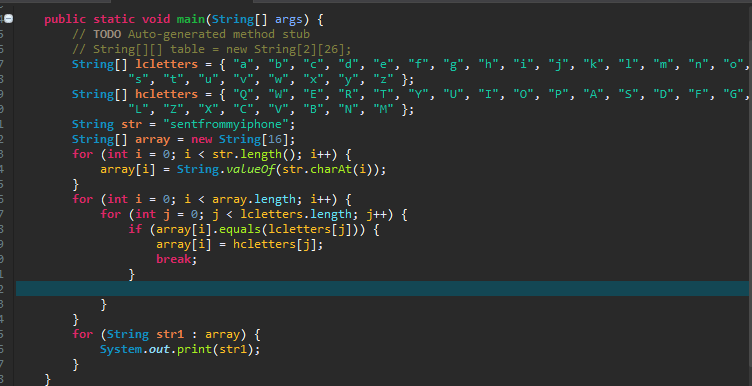 public static void main(String[] args) {
// TODO Auto-generated method stub
// String[][] table = new String[2][26];
String[] lcletters = { "a", "b", "c", "d", "e", "f", "g", "h", "i", "j", "k", "l", "m", "n", "o",
"s", "t", "u", "v", "w", "x", "y", "z" };
String[] hcletters = { "Q", "W", "E", "R", "T", "Y", "U", "I", "O", "P", "A", "S", "D", "F", "G",
"L", "Z", "X", "C", "V", "B", "N", "M" };
String str = "sentfrommyiphone";
String[] array = new String[16];
for (int i = 0; i < str.length(); i++) {
array[i] = String.valueOf(str.charAt(i));
}
for (int i = 0; i < array.length; i++) {
for (int j = 0; j < lcletters.length; j++) {
if (array[i].equals(lcletters[j])) {
array[i] = hcletters[j];
break;
}
}
}
for (String str1 : array) {
System.out.print(str1);
}
}